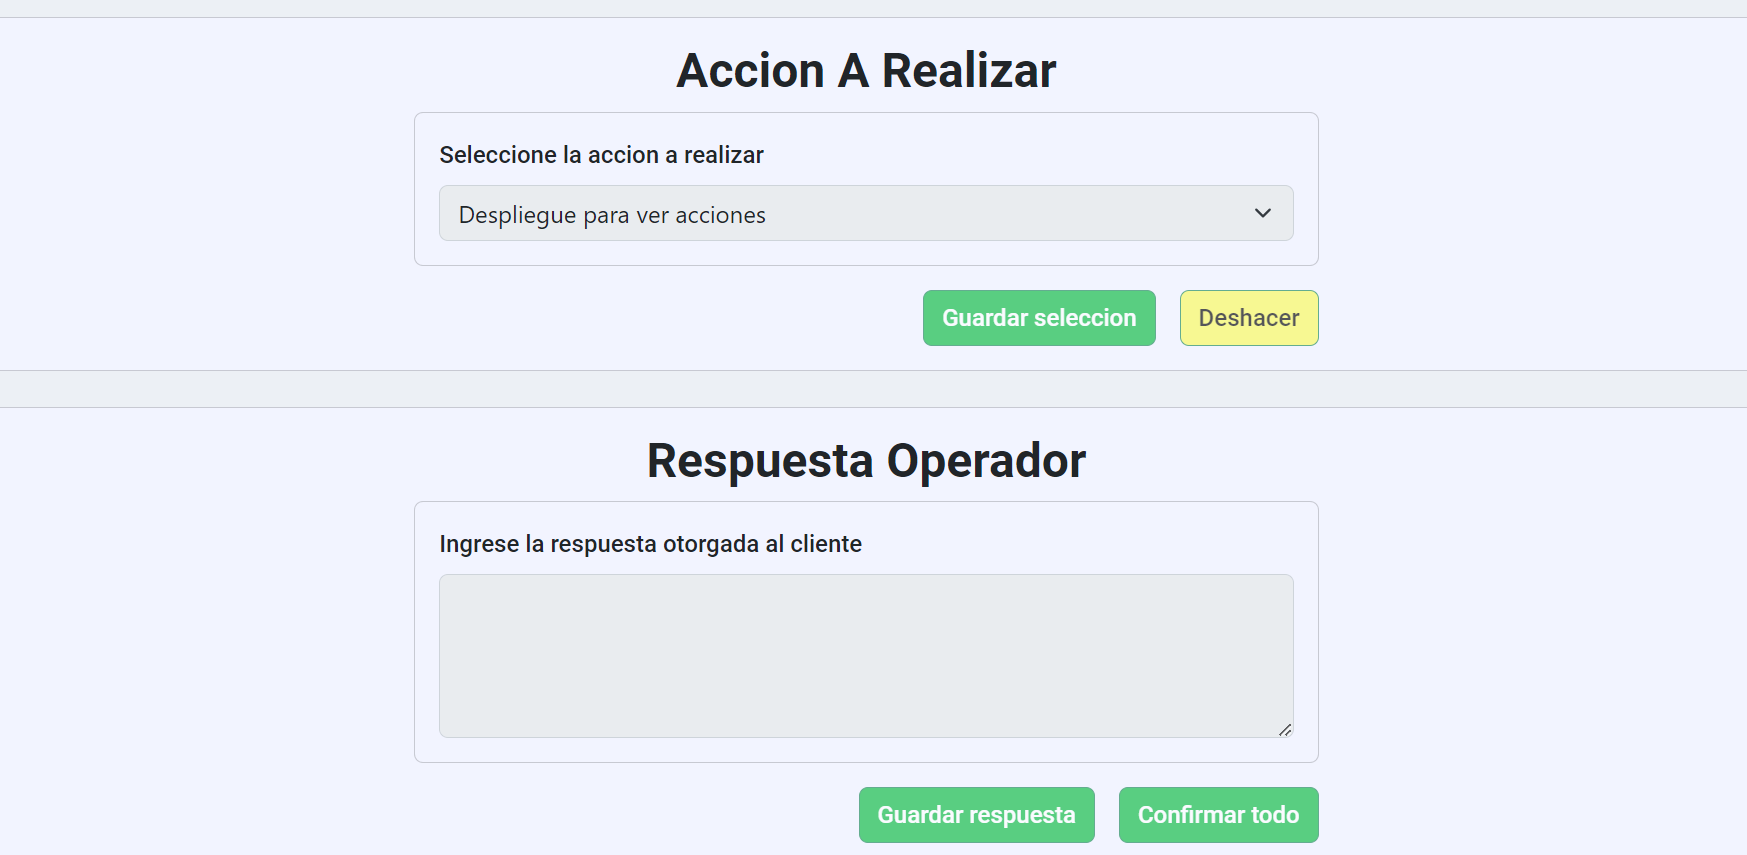 Accion A Realizar
Seleccione la accion a realizar
Despliegue para ver acciones
Guardar seleccion
Deshacer
Respuesta Operador
Ingrese la respuesta otorgada al cliente
Guardar respuesta
Confirmar todo